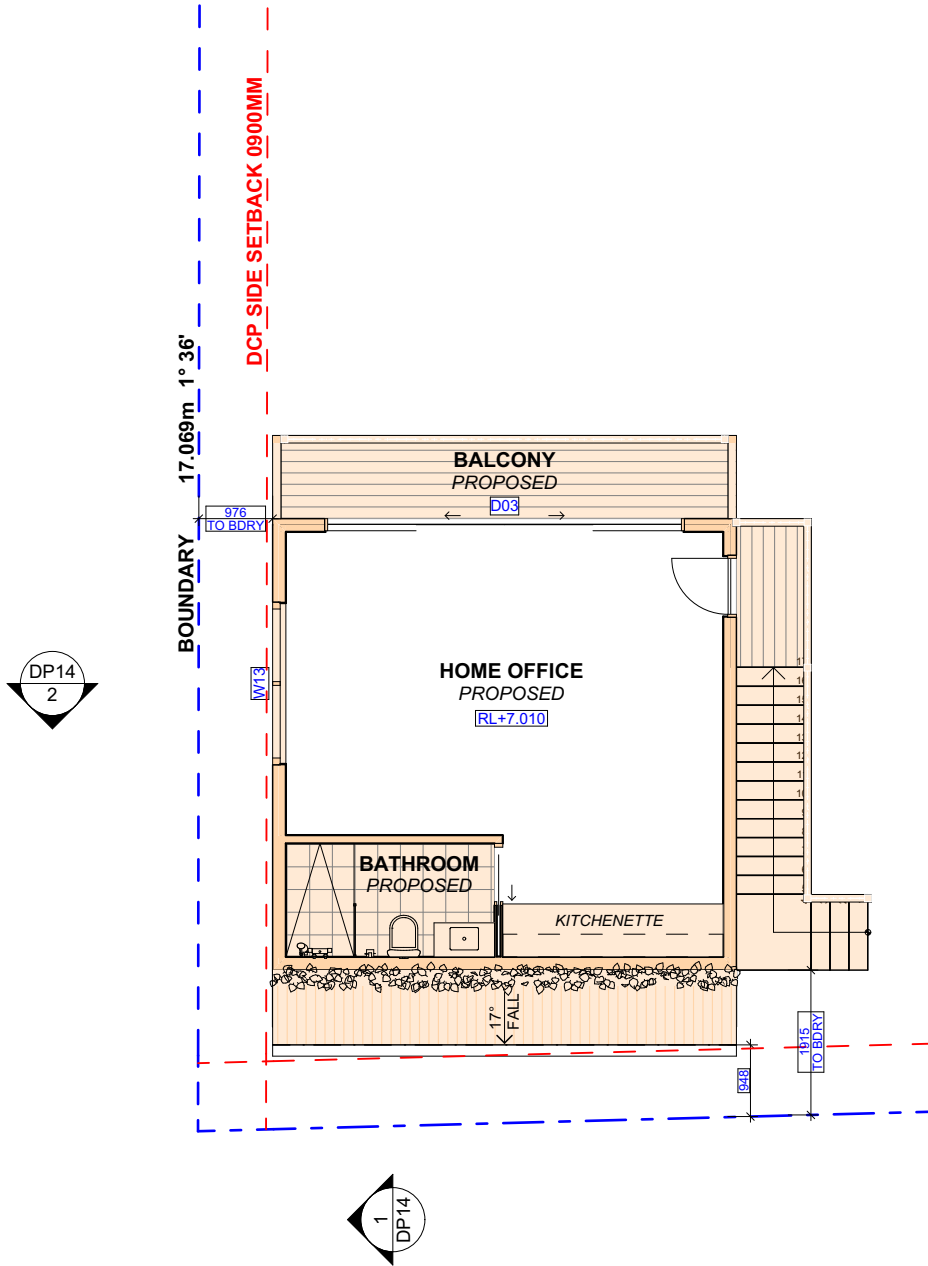 DCP SIDE SETBACK 0900MM
BOUNDARY 17.069m 1° 36'
BALCONY
PROPOSED
D03
976
TO BDRY
DP14
2
W13
HOME OFFICE
PROPOSED
RL+7.010
BATHROOM
PROPOSED
KITCHENETTE
17°
FALL
1915
TO BDRY
948
1
DP14